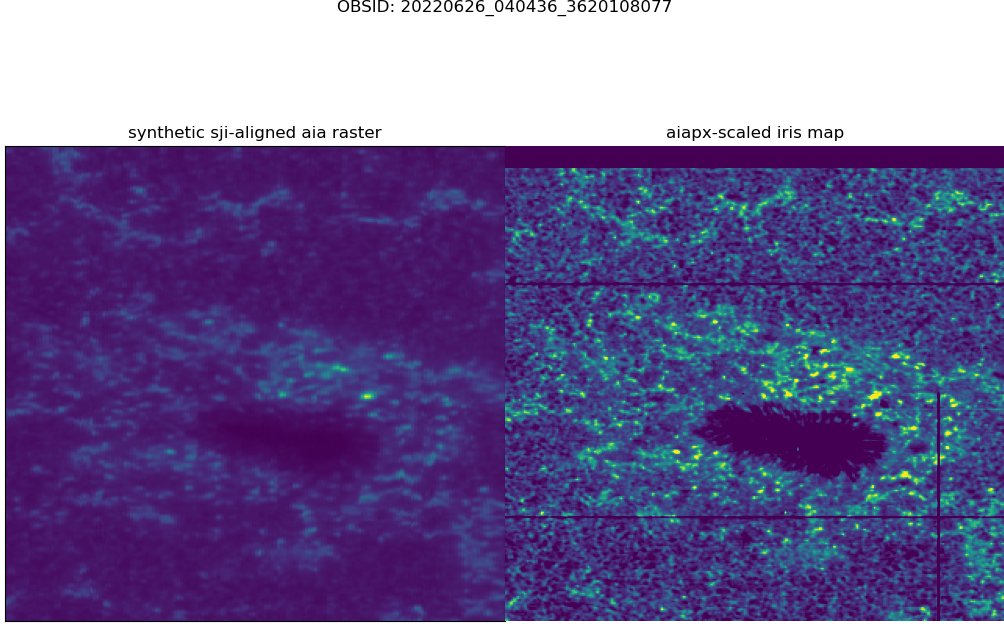 OBSID: 20220626_040436_3620108077
synthetic sji-aligned aia raster
aiapx-scaled iris map